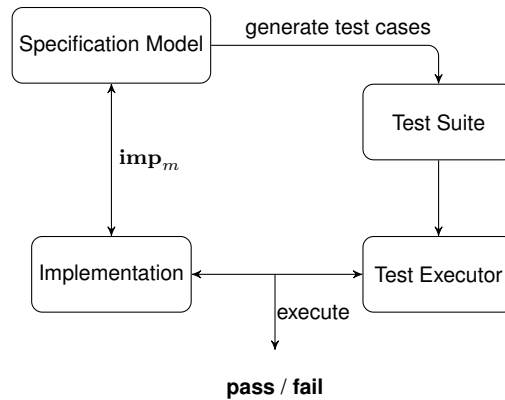 Specification Model
generate test cases
Test Suite
imp_m
Implementation
Test Executor
execute
pass / fail